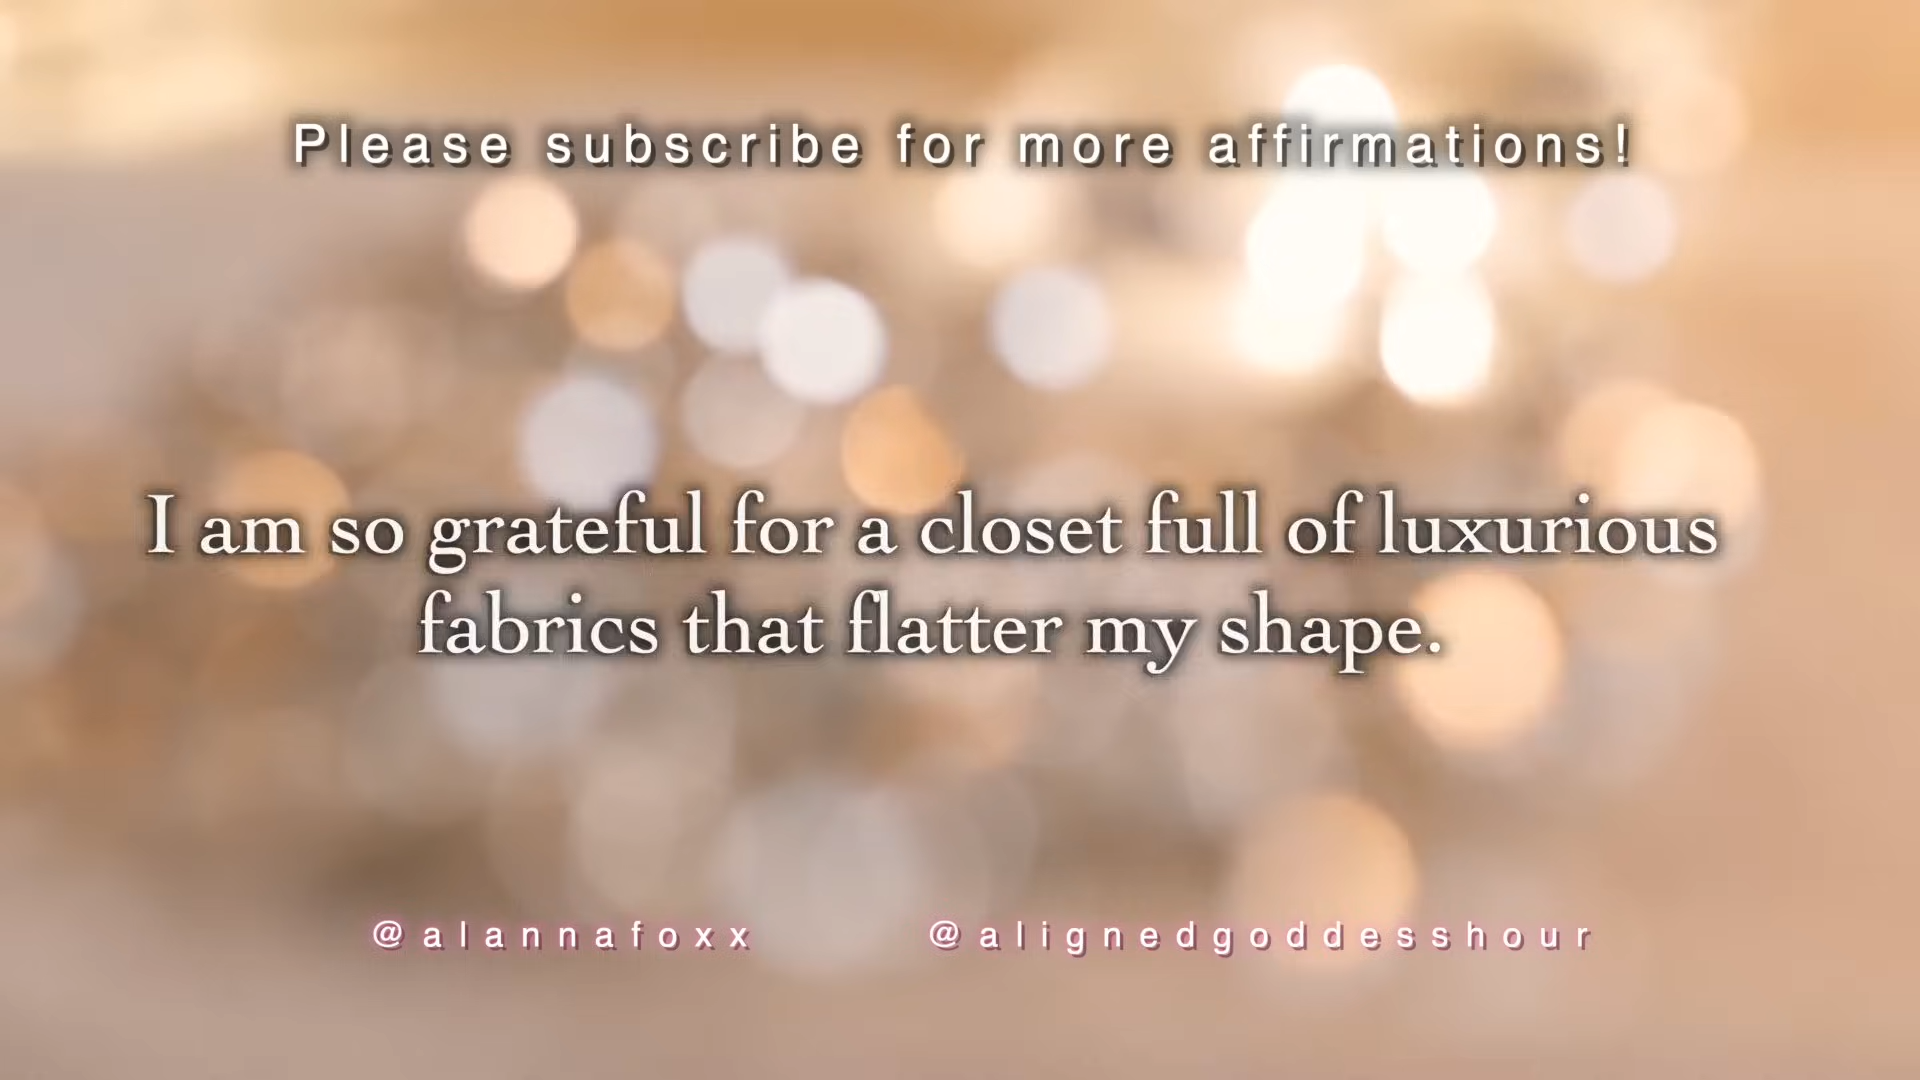 Please subscribe for more affirmations!
I am so grateful for a closet full of luxurious
fabrics that flatter my shape.
@alannafoxx @alignedgoddesshour